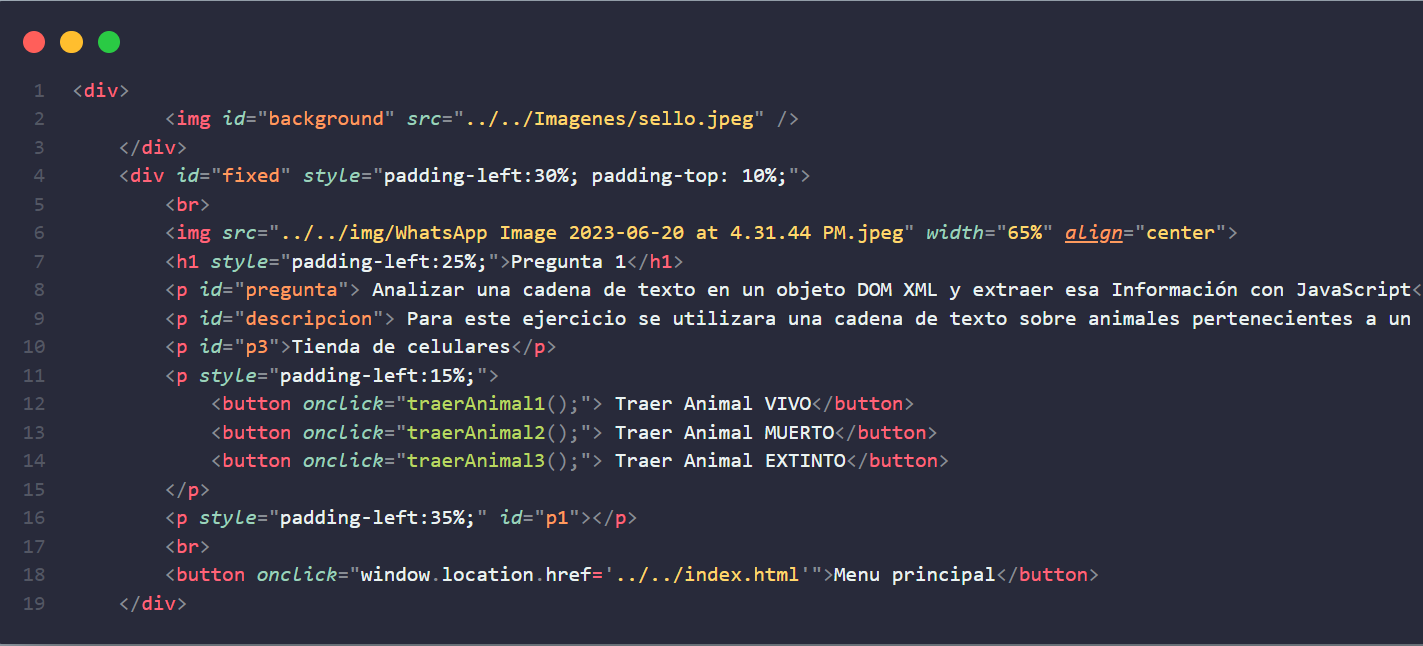 1 <div>
2 <img id="background" src="../../Imagenes/sello.jpeg" />
3 </div>
4 <div id="fixed" style="padding-left:30%; padding-top: 10%;">
5 <br>
6 <img src="../../img/WhatsApp Image 2023-06-20 at 4.31.44 PM.jpeg" width="65%" align="center">
7 <h1 style="padding-left:25%;">Pregunta 1</h1>
8 <p id="pregunta"> Analizar una cadena de texto en un objeto DOM XML y extraer esa Información con JavaScript<
9 <p id="descripcion"> Para este ejercicio se utilizara una cadena de texto sobre animales pertenecientes a un
10 <p id="p3">Tienda de celulares</p>
11 <p style="padding-left:15%;">
12 <button onclick="traerAnimal1();"> Traer Animal VIVO</button>
13 <button onclick="traerAnimal2();"> Traer Animal MUERTO</button>
14 <button onclick="traerAnimal3();"> Traer Animal EXTINTO</button>
15 </p>
16 <p style="padding-left:35%;" id="p1"></p>
17 <br>
18 <button onclick="window.location.href='../../index.html'">Menu principal</button>
19 </div>